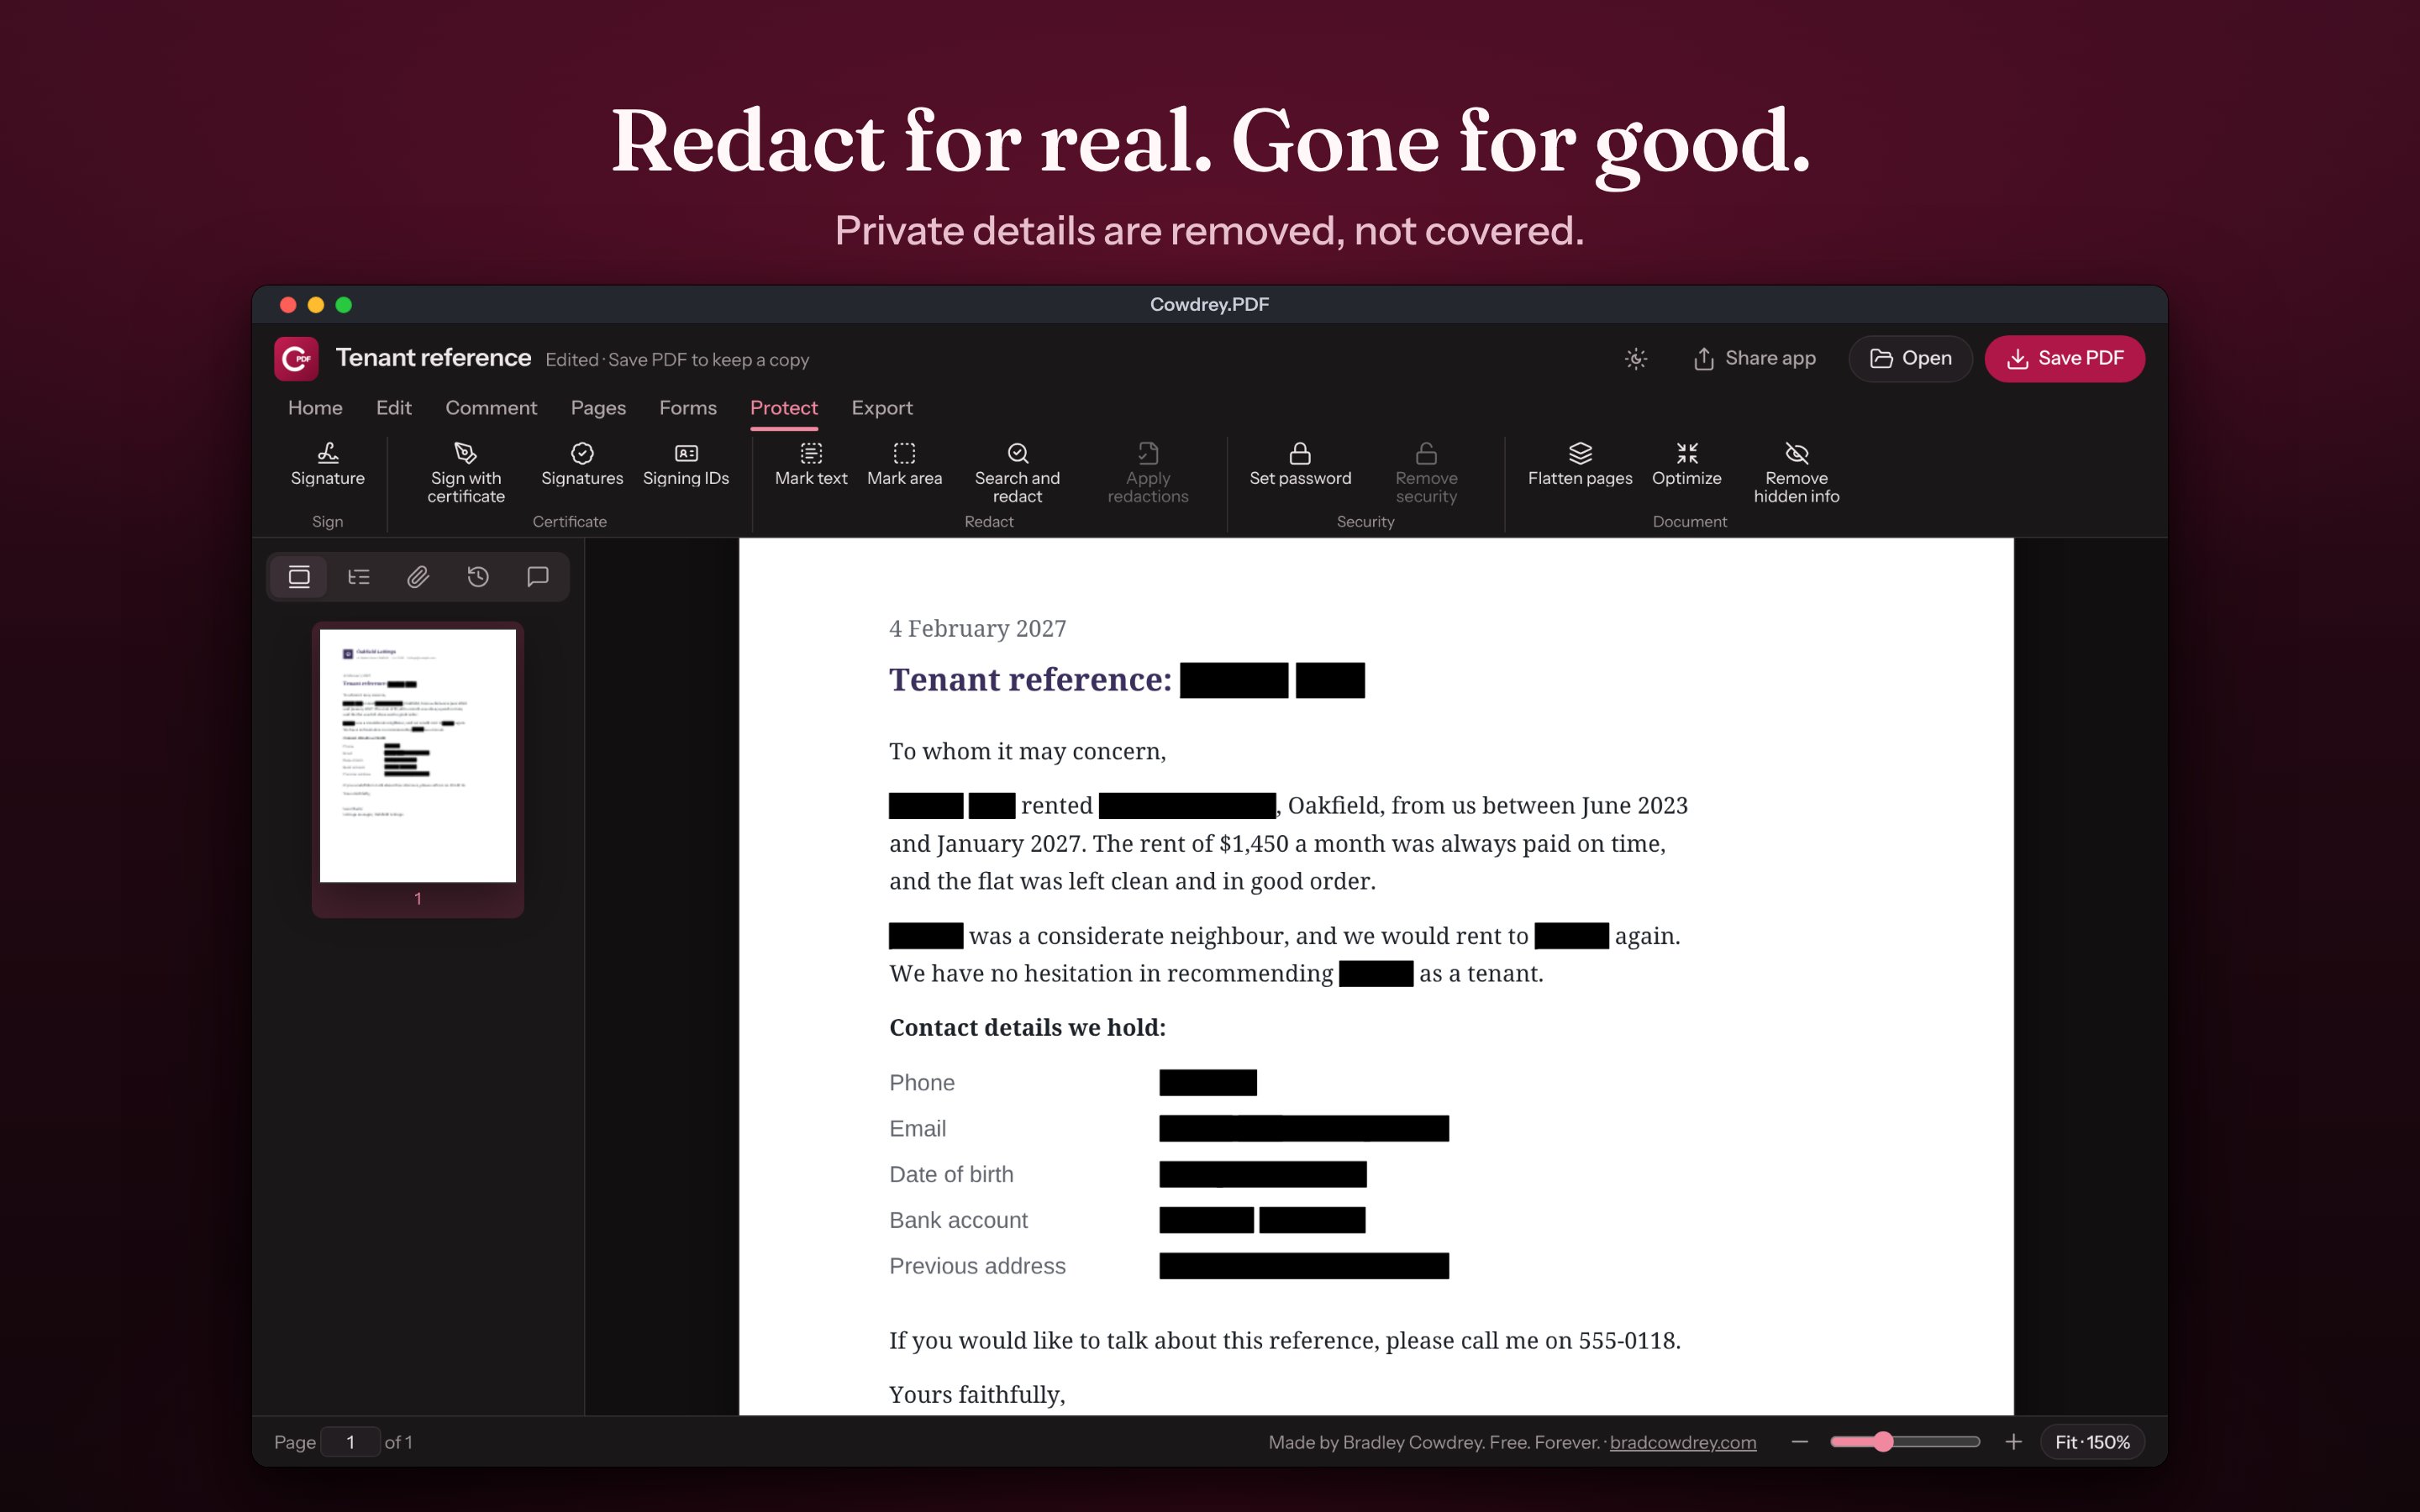 Redact for real. Gone for good.
Private details are removed, not covered.
Cowdrey.PDF
C PDF
Tenant reference Edited · Save PDF to keep a copy
Share app
Open
Save PDF
Home Edit Comment Pages Forms Protect Export
Signature
Sign with certificate
Signatures
Signing IDs
Mark text
Mark area
Search and redact
Apply redactions
Set password
Remove security
Flatten pages
Optimize
Remove hidden info
Sign
Certificate
Redact
Security
Document
1
4 February 2027
Tenant reference:
To whom it may concern,
rented , Oakfield, from us between June 2023
and January 2027. The rent of $1,450 a month was always paid on time,
and the flat was left clean and in good order.
was a considerate neighbour, and we would rent to again.
We have no hesitation in recommending as a tenant.
Contact details we hold:
Phone
Email
Date of birth
Bank account
Previous address
If you would like to talk about this reference, please call me on 555-0118.
Yours faithfully,
Page 1 of 1
Made by Bradley Cowdrey. Free. Forever. · bradcowdrey.com
Fit · 150%